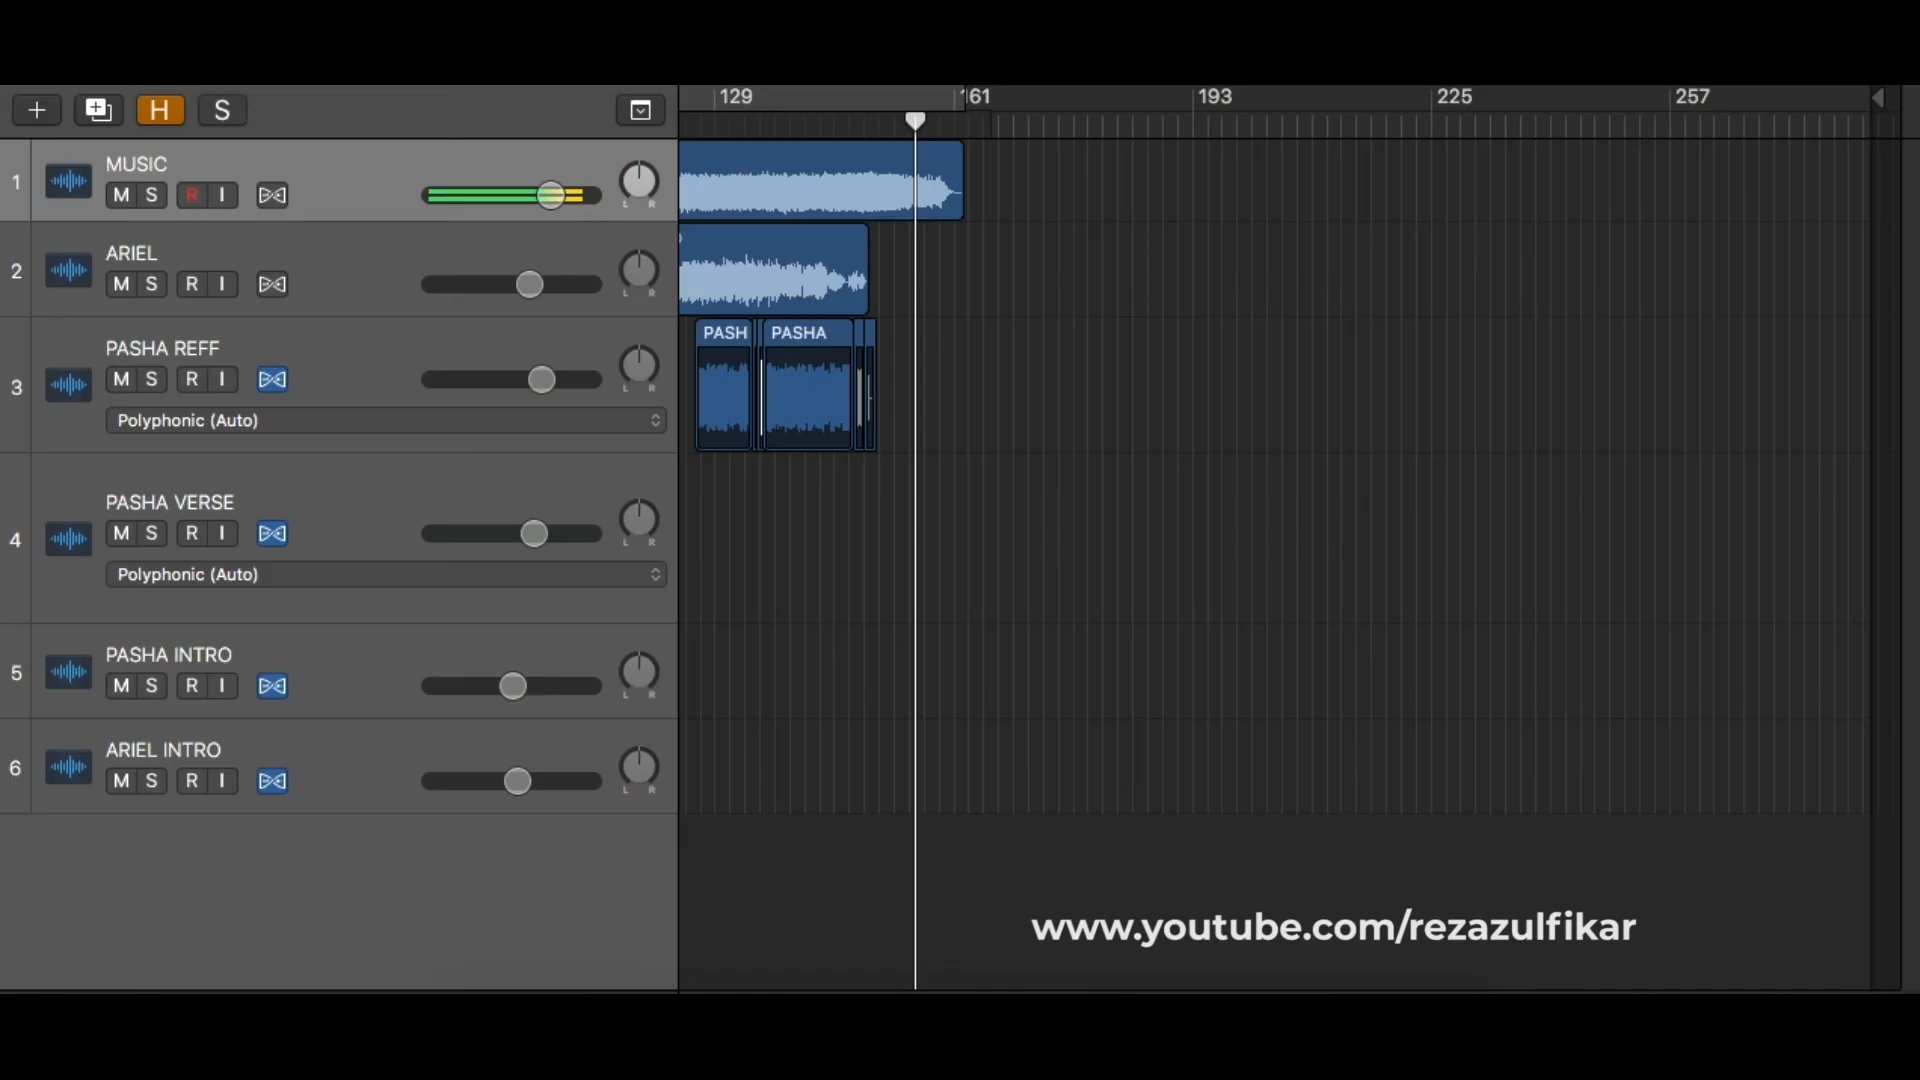 H S 129 161 193 225 257
1 MUSIC
M S R I L R
2 ARIEL
M S R I L R
PASH PASHA
3 PASHA REFF
M S R I L R
Polyphonic (Auto)
4 PASHA VERSE
M S R I L R
Polyphonic (Auto)
5 PASHA INTRO
M S R I L R
6 ARIEL INTRO
M S R I L R
www.youtube.com/rezazulfikar